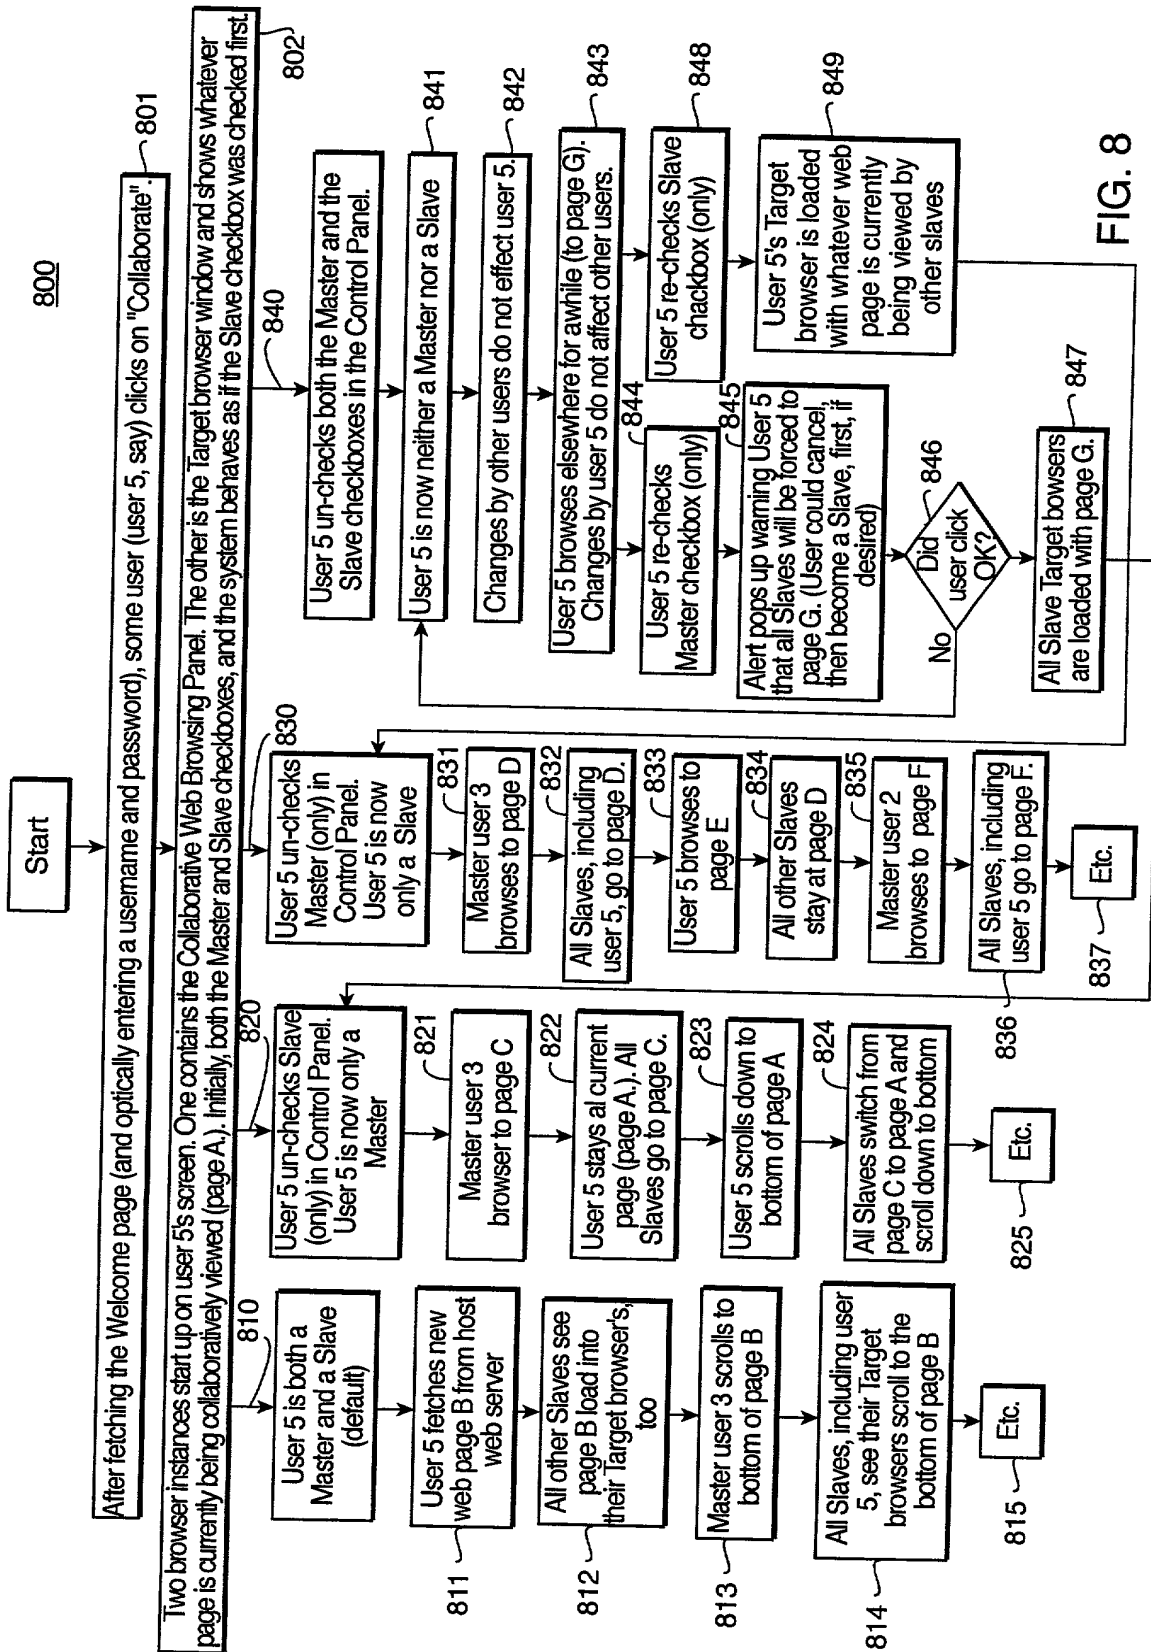 800
Start
After fetching the Welcome page (and optically entering a username and password), some user (user 5, say) clicks on "Collaborate".
801
Two browser instances start up on user 5's screen. One contains the Collaborative Web Browsing Panel. The other is the Target browser window and shows whatever
page is currently being collaboratively viewed (page A.). Initially, both the Master and Slave checkboxes, and the system behaves as if the Slave checkbox was checked first.
802
810
User 5 is both a
Master and a Slave
(default)
User 5 fetches new
web page B from host
web server
811
All other Slaves see
page B load into
their Target browser's,
too
812
Master user 3 scrolls to
bottom of page B
813
All Slaves, including user
5, see their Target
browsers scroll to the
bottom of page B
814
Etc.
815
820
User 5 un-checks Slave
(only) in Control Panel.
User 5 is now only a
Master
821
Master user 3
browser to page C
822
User 5 stays al current
page (page A.). All
Slaves go to page C.
823
User 5 scrolls down to
bottom of page A
824
All Slaves switch from
page C to page A and
scroll down to bottom
Etc.
825
830
User 5 un-checks
Master (only) in
Control Panel.
User 5 is now
only a Slave
831
Master user 3
browses to page D
832
All Slaves, including
user 5, go to page D.
833
User 5 browses to
page E
834
All other Slaves
stay at page D
835
Master user 2
browses to page F
All Slaves, including
user 5 go to page F.
836
Etc.
837
840
User 5 un-checks both the Master and the
Slave checkboxes in the Control Panel.
User 5 is now neither a Master nor a Slave
841
Changes by other users do not effect user 5.
842
User 5 browses elsewhere for awhile (to page G).
Changes by user 5 do not affect other users.
843
844
User 5 re-checks
Master checkbox (only)
845
Alert pops up warning User 5
that all Slaves will be forced to
page G. (User could cancel,
then become a Slave, first, if
desired)
846
Did
user click
OK?
No
847
All Slave Target bowsers
are loaded with page G.
User 5 re-checks Slave
chackbox (only)
848
User 5's Target
browser is loaded
with whatever web
page is currently
being viewed by
other slaves
849
FIG. 8